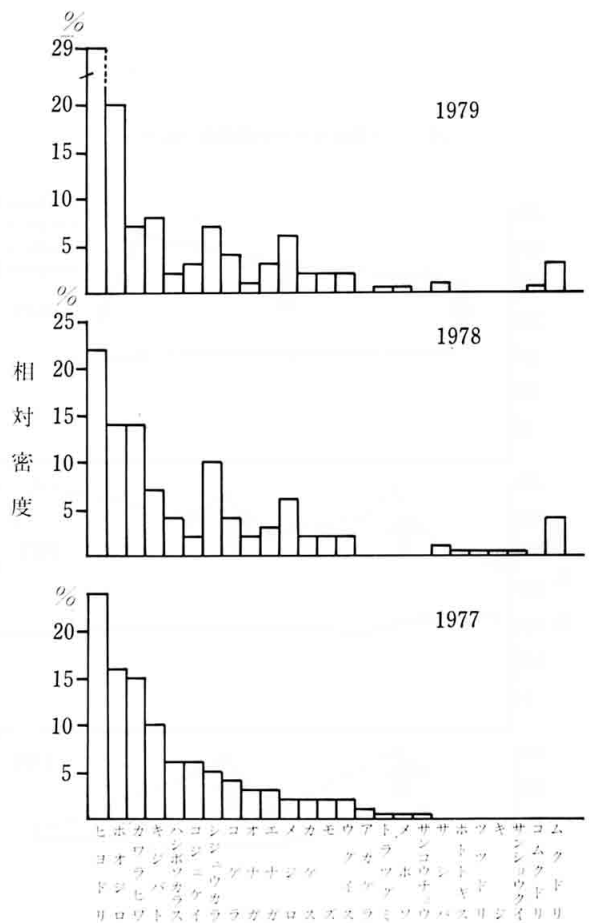 %
29
20
15
10
5
1979
%
25
20
15
10
5
1978
相対密度
%
20
15
10
5
1977
ヒヨドリ
ホオジロ
カワラヒワ
キジバト
ハシボソカラス
コジュケイ
シジュウカラ
コゲラ
オナガ
エナガ
メジロ
カケス
モズ
ウグイス
アカゲラ
トラツグミ
メボソ
サンコウチョウ
サシバ
ホトトギス
ツツドリ
キジ
サンショウクイ
コムクドリ
ムクドリ